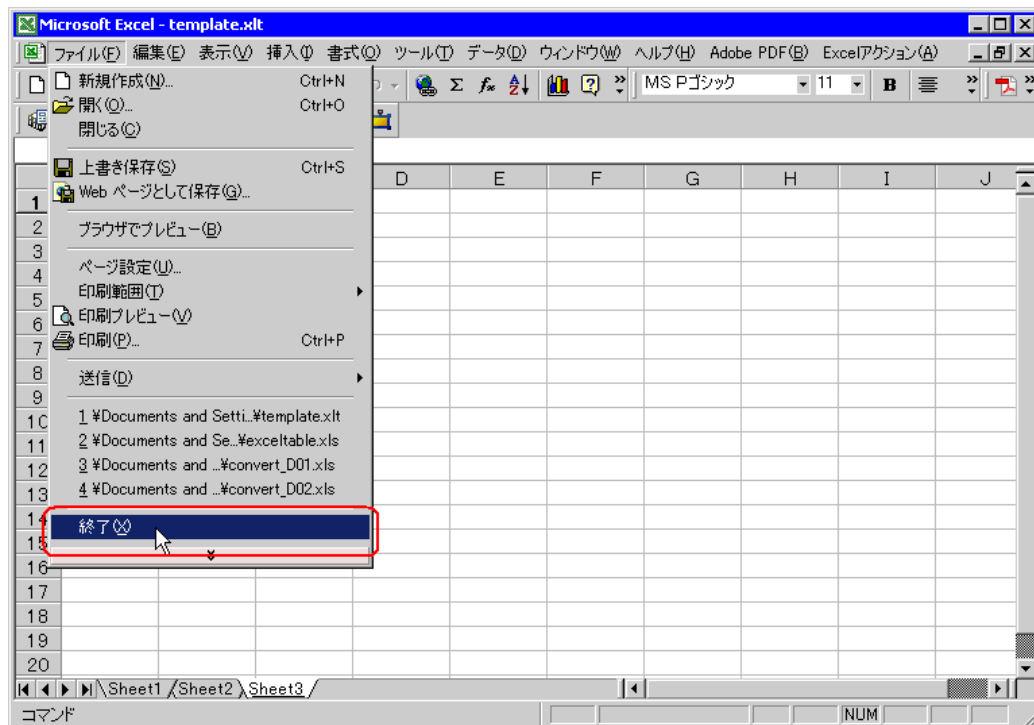 Microsoft Excel - template.xlt
ファイル(F) 編集(E) 表示(V) 挿入(I) 書式(O) ツール(T) データ(D) ウィンドウ(W) ヘルプ(H) Adobe PDF(B) Excelアクション(A)
MS Pゴシック 11 B
新規作成(N)... Ctrl+N
開く(O)... Ctrl+O
閉じる(C)
上書き保存(S) Ctrl+S
Web ページとして保存(G)...
ブラウザでプレビュー(B)
ページ設定(U)...
印刷範囲(T)
印刷プレビュー(V)
印刷(P)... Ctrl+P
送信(D)
1 ¥Documents and Setti...¥template.xlt
2 ¥Documents and Se...¥exceltable.xls
3 ¥Documents and ...¥convert_D01.xls
4 ¥Documents and ...¥convert_D02.xls
終了(X)
D E F G H I J
1
2
3
4
5
6
7
8
9
10
11
12
13
14
15
16
17
18
19
20
Sheet1 Sheet2 Sheet3
コマンド NUM